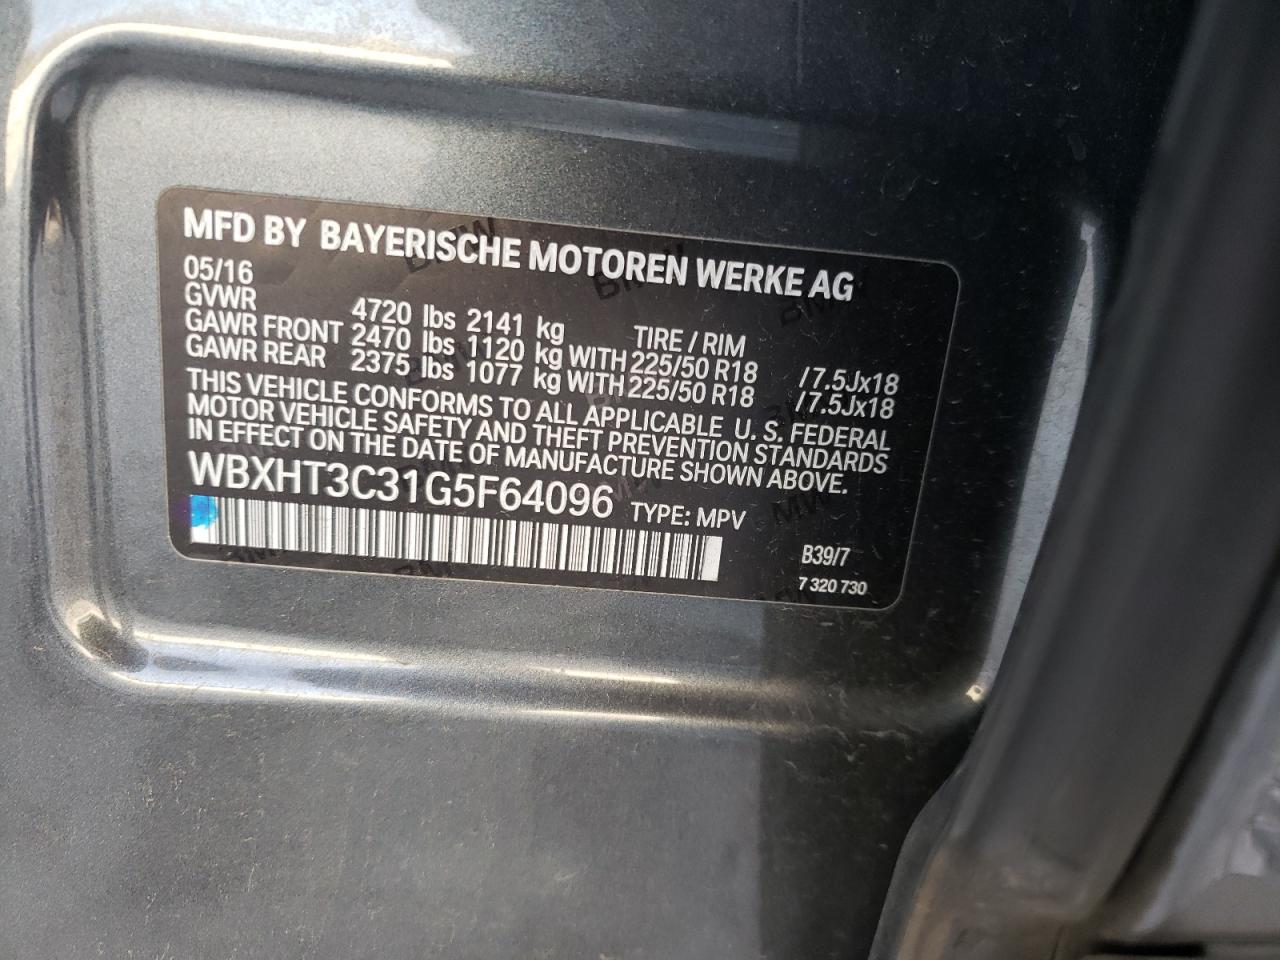 MFD BY BAYERISCHE MOTOREN WERKE AG
05/16
GVWR 4720 lbs 2141 kg TIRE / RIM
GAWR FRONT 2470 lbs 1120 kg WITH 225/50 R18 /7.5Jx18
GAWR REAR 2375 lbs 1077 kg WITH 225/50 R18 /7.5Jx18
THIS VEHICLE CONFORMS TO ALL APPLICABLE U. S. FEDERAL
MOTOR VEHICLE SAFETY AND THEFT PREVENTION STANDARDS
IN EFFECT ON THE DATE OF MANUFACTURE SHOWN ABOVE.
WBXHT3C31G5F64096 TYPE: MPV
B39/7
7 320 730